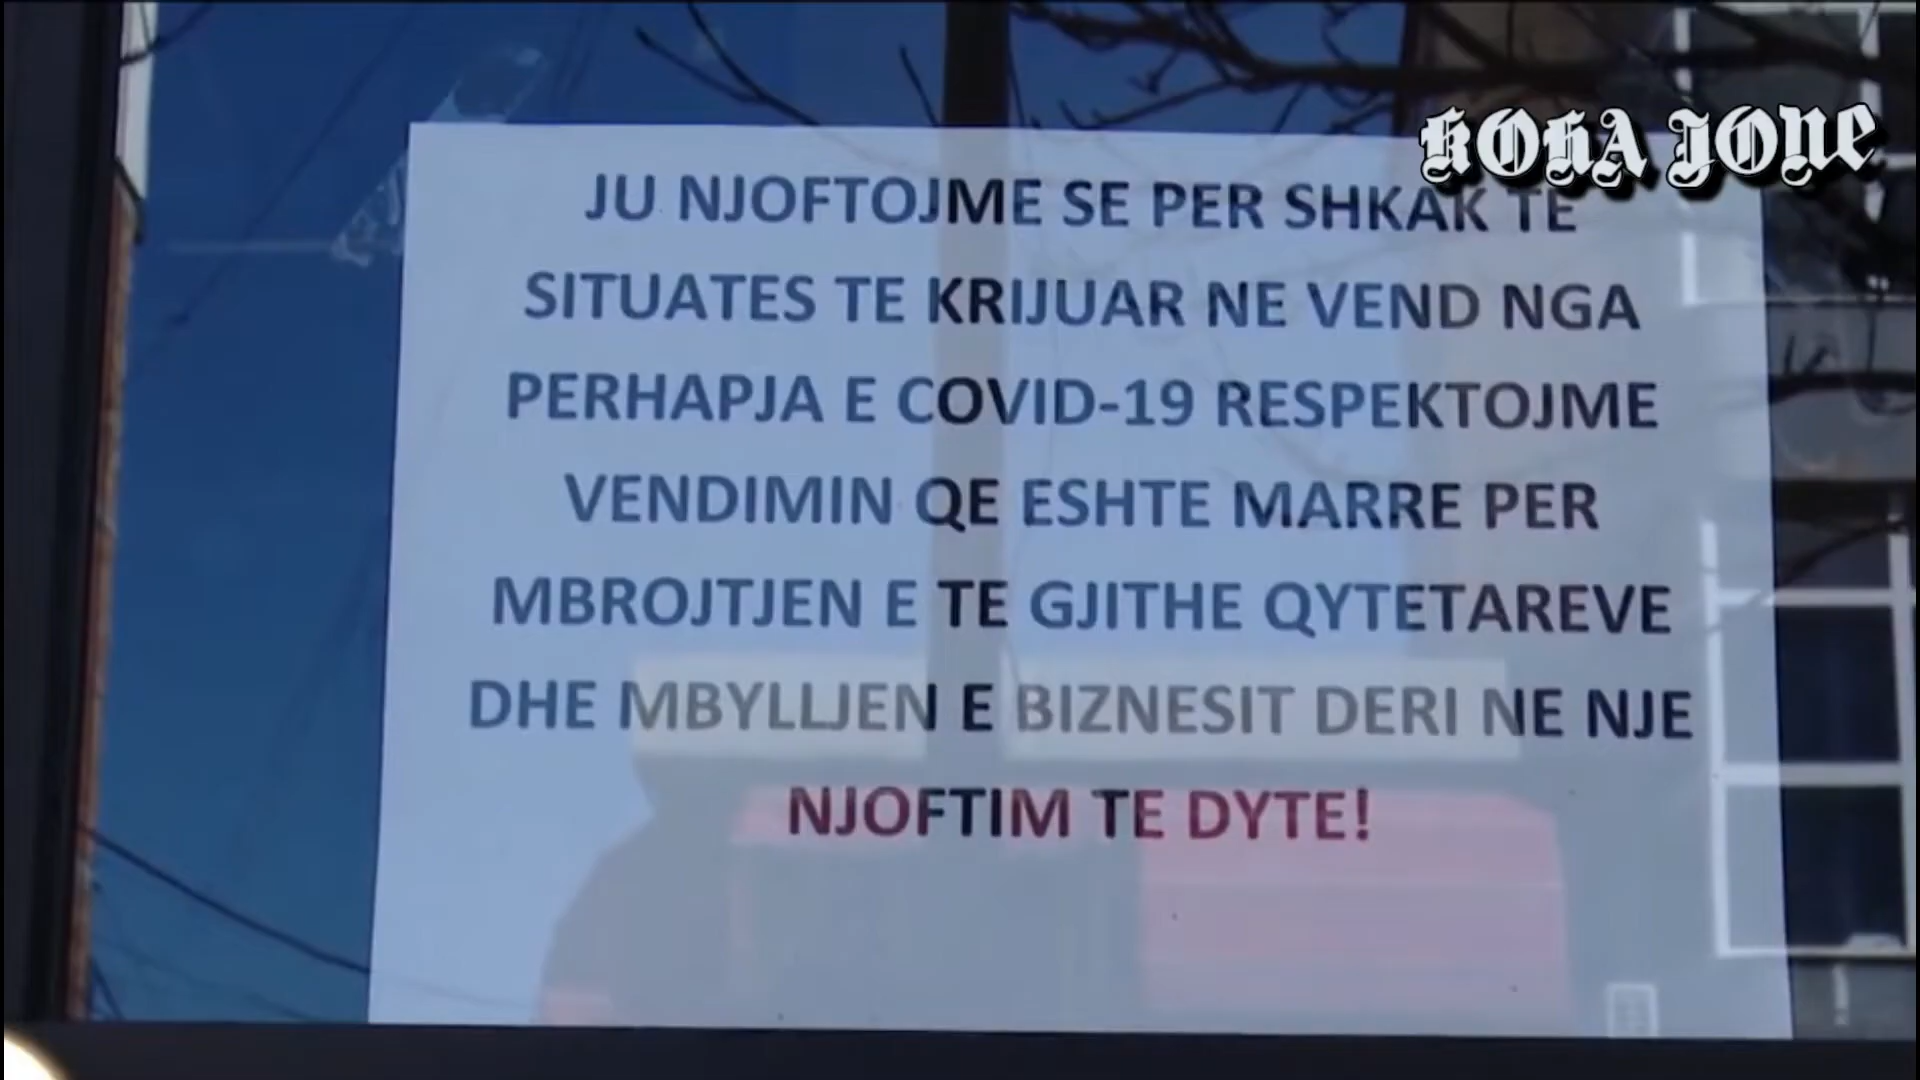 KOHA JONE
JU NJOFTOJME SE PER SHKAK TE
SITUATES TE KRIJUAR NE VEND NGA
PERHAPJA E COVID-19 RESPEKTOJME
VENDIMIN QE ESHTE MARRE PER
MBROJTJEN E TE GJITHE QYTETAREVE
DHE MBYLLJEN E BIZNESIT DERI NE NJE
NJOFTIM TE DYTE!